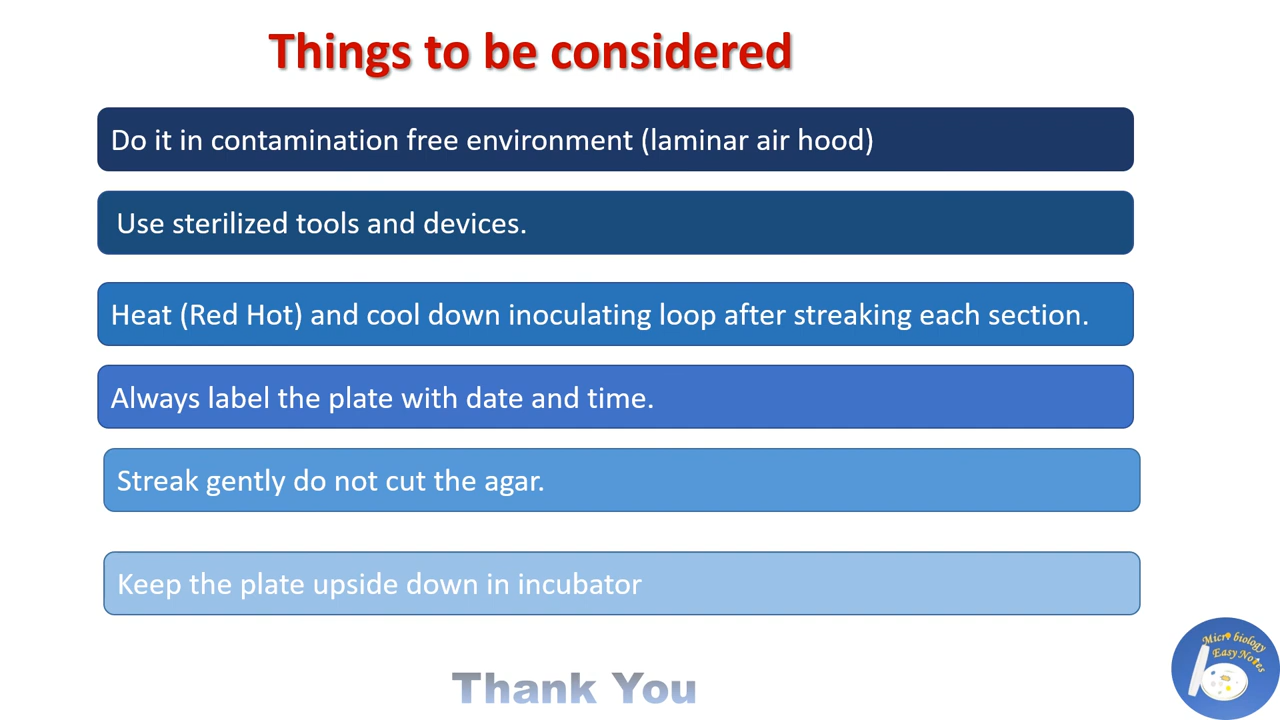 Things to be considered
Do it in contamination free environment (laminar air hood)
Use sterilized tools and devices.
Heat (Red Hot) and cool down inoculating loop after streaking each section.
Always label the plate with date and time.
Streak gently do not cut the agar.
Keep the plate upside down in incubator
Thank You
Micr biology
Easy Notes